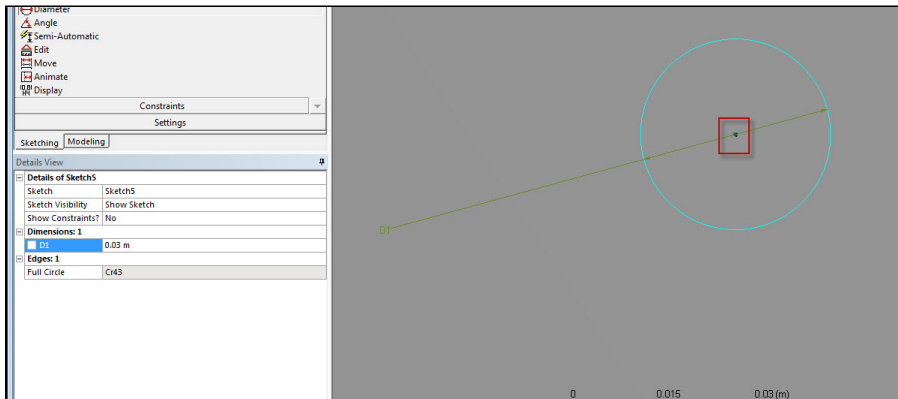 Diameter
Angle
Semi-Automatic
Edit
Move
Animate
Display
Constraints
Settings
Sketching Modeling
Details View
Details of Sketch5
Sketch Sketch5
Sketch Visibility Show Sketch
Show Constraints? No
Dimensions: 1
D1 0.03 m
Edges: 1
Full Circle Cr43
D1
0 0.015 0.03 (m)